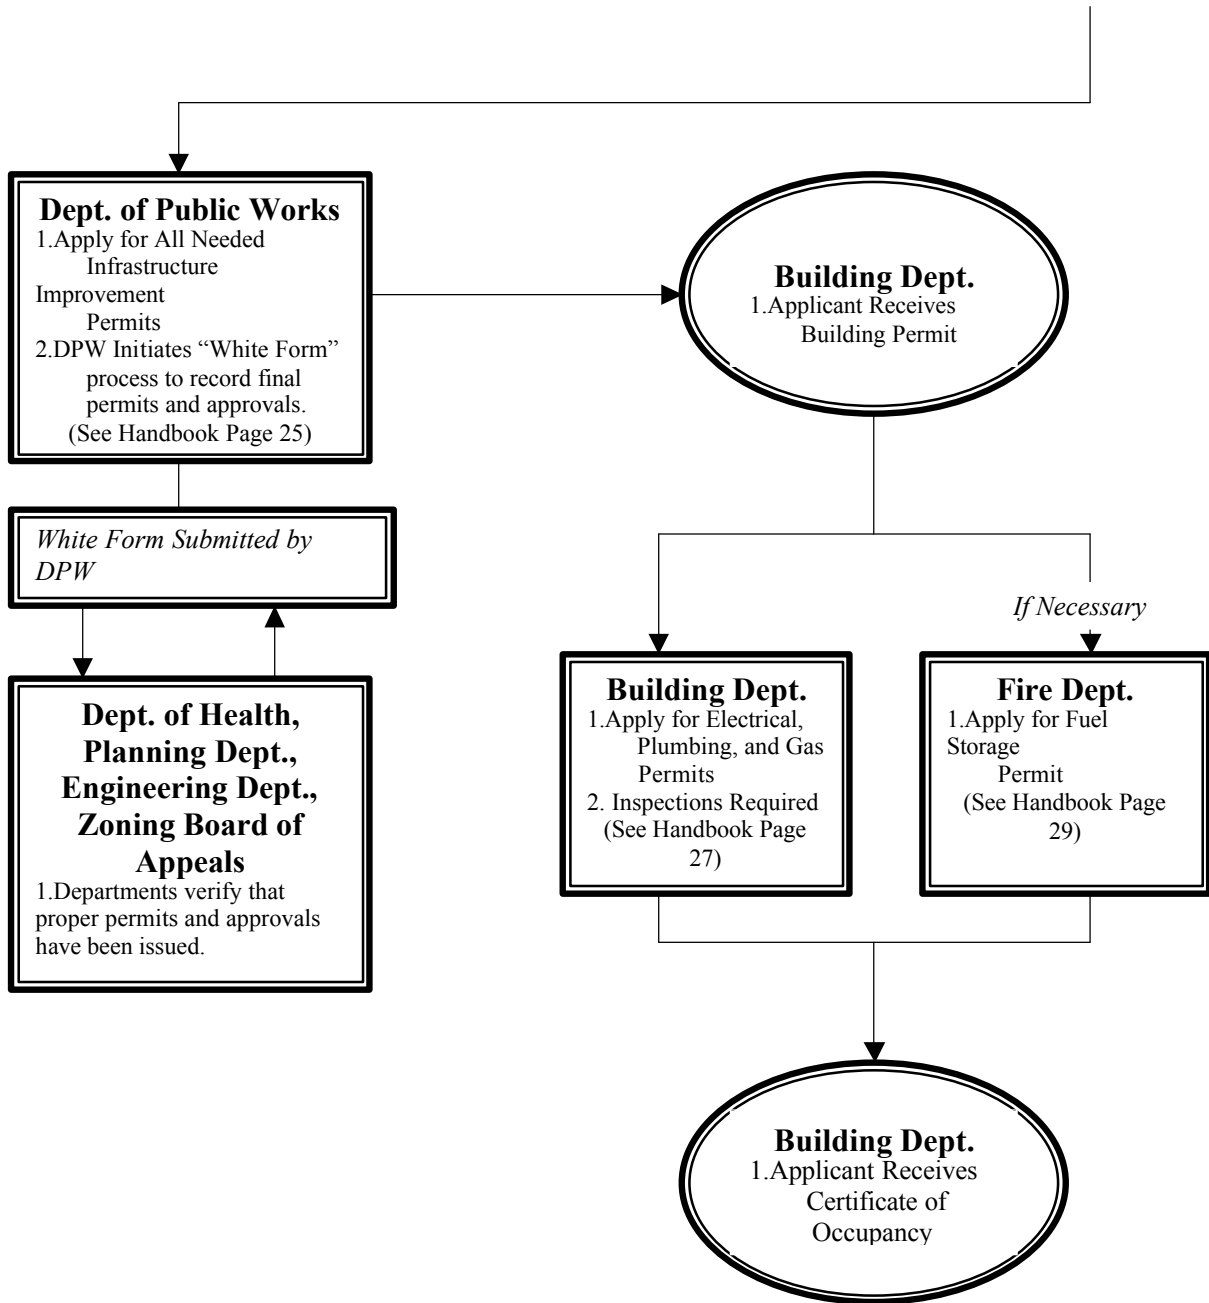 Dept. of Public Works
1.Apply for All Needed
Infrastructure
Improvement
Permits
2.DPW Initiates “White Form”
process to record final
permits and approvals.
(See Handbook Page 25)
White Form Submitted by
DPW
Dept. of Health,
Planning Dept.,
Engineering Dept.,
Zoning Board of
Appeals
1.Departments verify that
proper permits and approvals
have been issued.
Building Dept.
1.Applicant Receives
Building Permit
If Necessary
Building Dept.
1.Apply for Electrical,
Plumbing, and Gas
Permits
2. Inspections Required
(See Handbook Page
27)
Fire Dept.
1.Apply for Fuel
Storage
Permit
(See Handbook Page
29)
Building Dept.
1.Applicant Receives
Certificate of
Occupancy